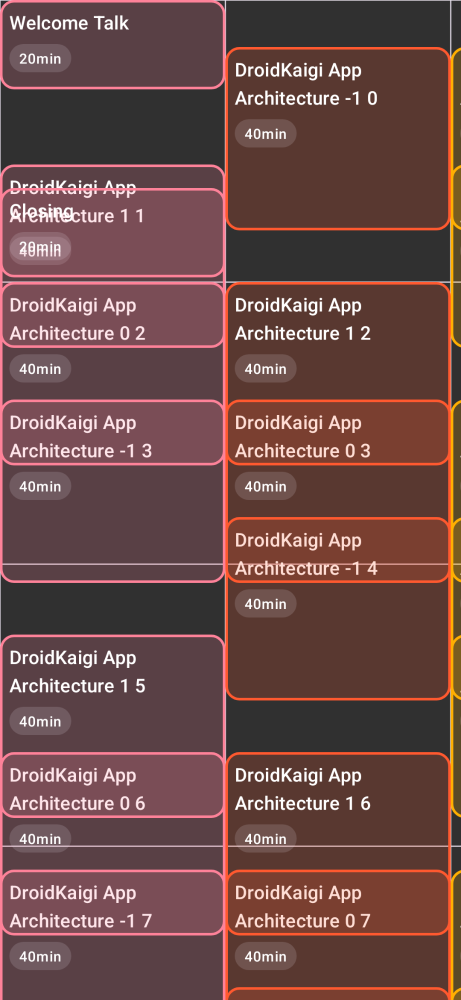 Welcome Talk
20min
DroidKaigi App
Architecture 1 1
40min
Closing
20min
DroidKaigi App
Architecture 0 2
40min
DroidKaigi App
Architecture -1 3
40min
DroidKaigi App
Architecture 1 5
40min
DroidKaigi App
Architecture 0 6
40min
DroidKaigi App
Architecture -1 7
40min
DroidKaigi App
Architecture -1 0
40min
DroidKaigi App
Architecture 1 2
40min
DroidKaigi App
Architecture 0 3
40min
DroidKaigi App
Architecture -1 4
40min
DroidKaigi App
Architecture 1 6
40min
DroidKaigi App
Architecture 0 7
40min